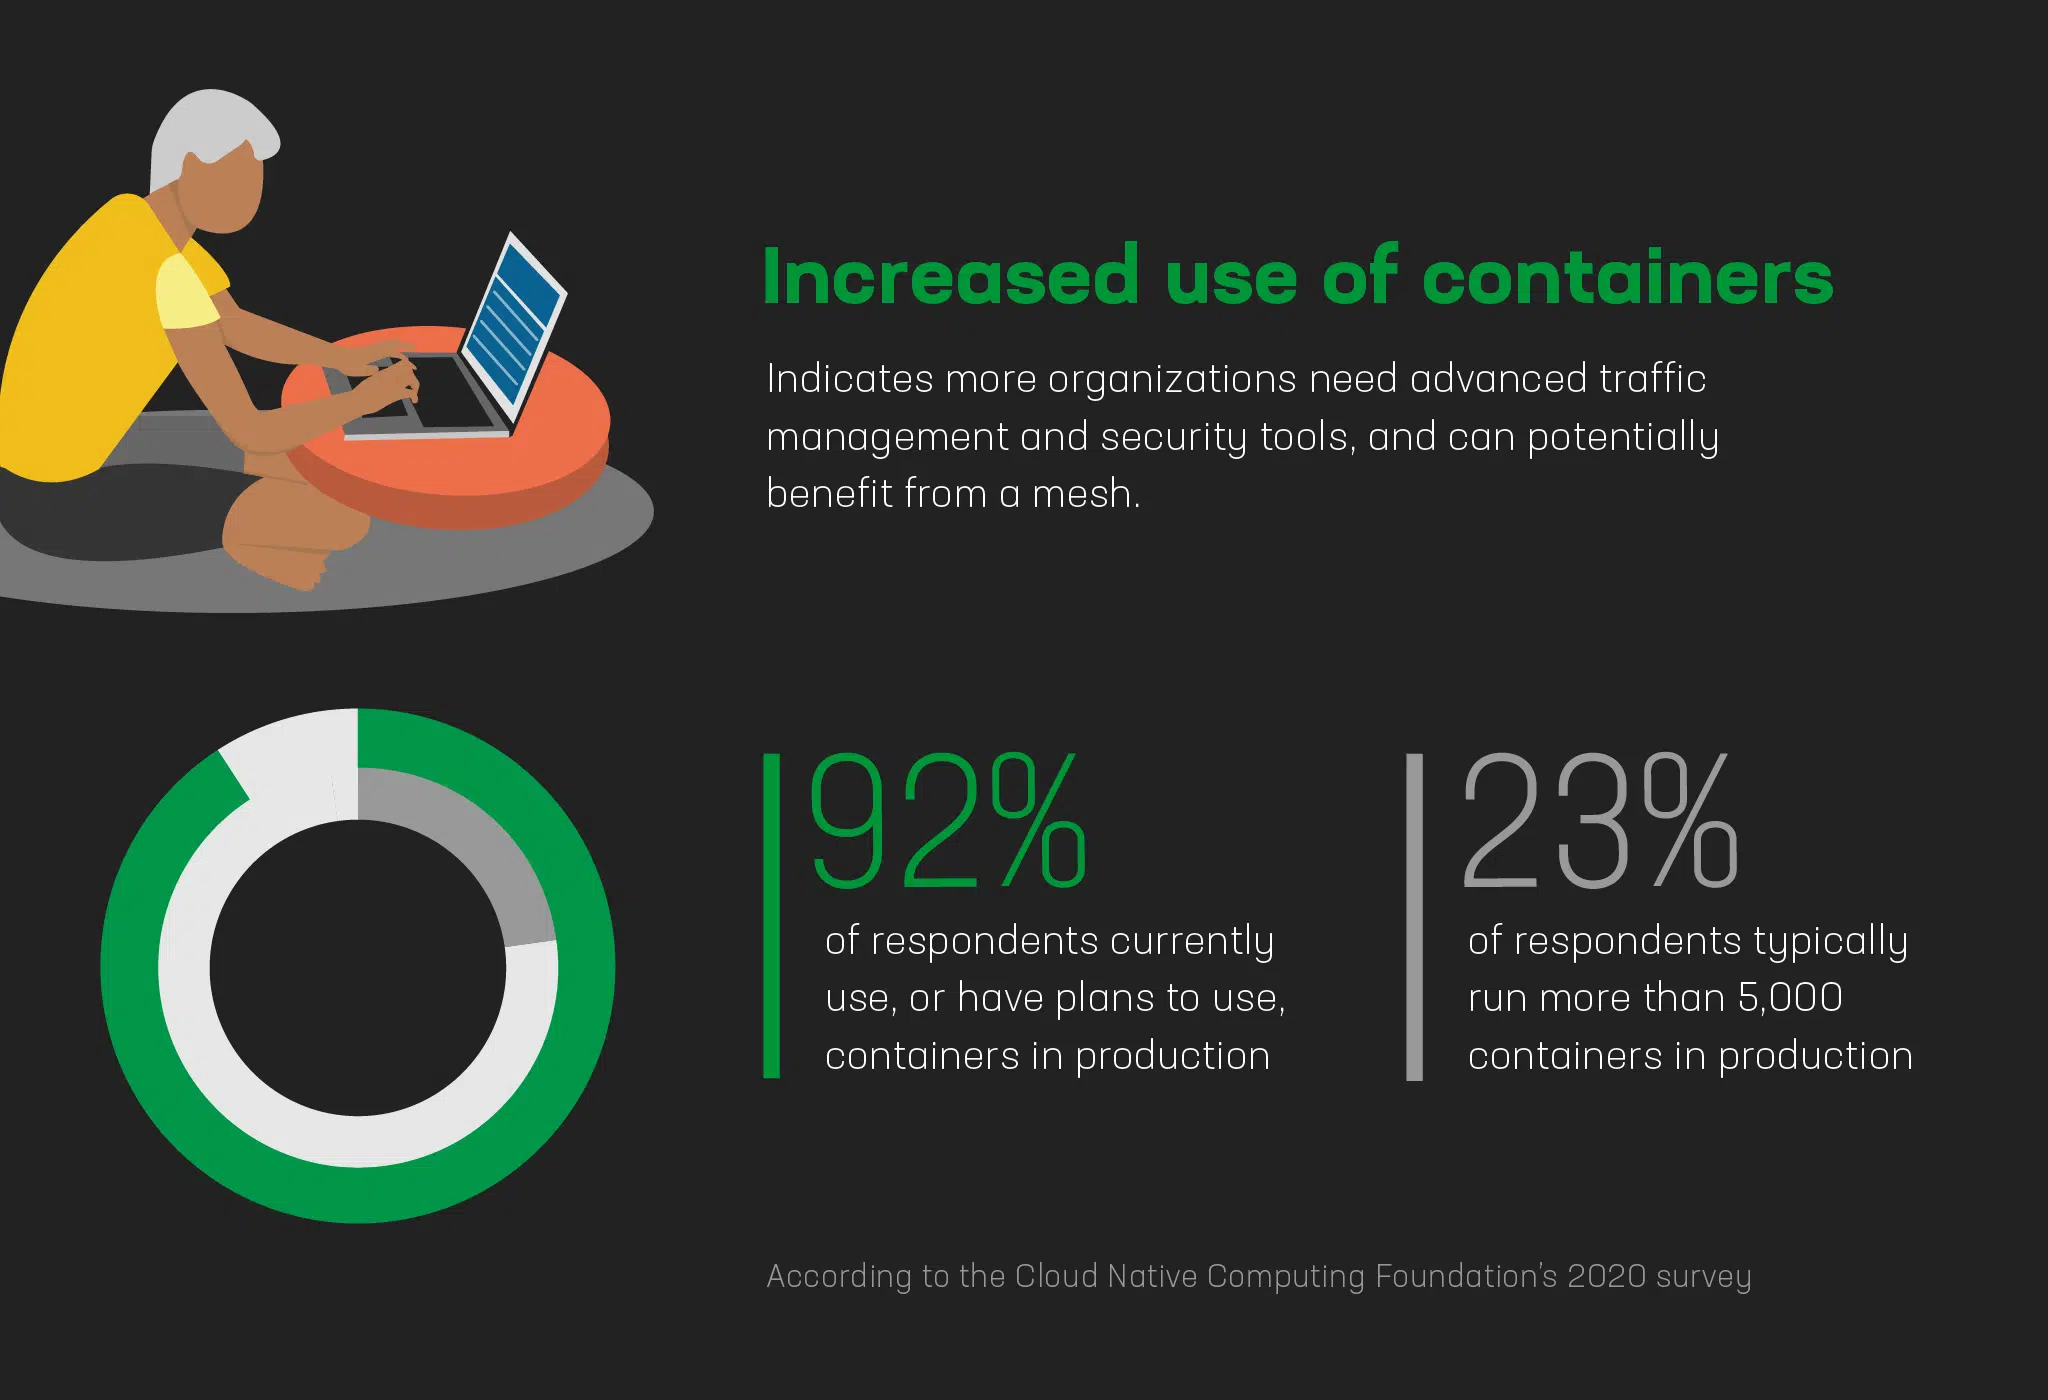 Increased use of containers
Indicates more organizations need advanced traffic
management and security tools, and can potentially
benefit from a mesh.
92%
of respondents currently
use, or have plans to use,
containers in production
23%
of respondents typically
run more than 5,000
containers in production
According to the Cloud Native Computing Foundation's 2020 survey